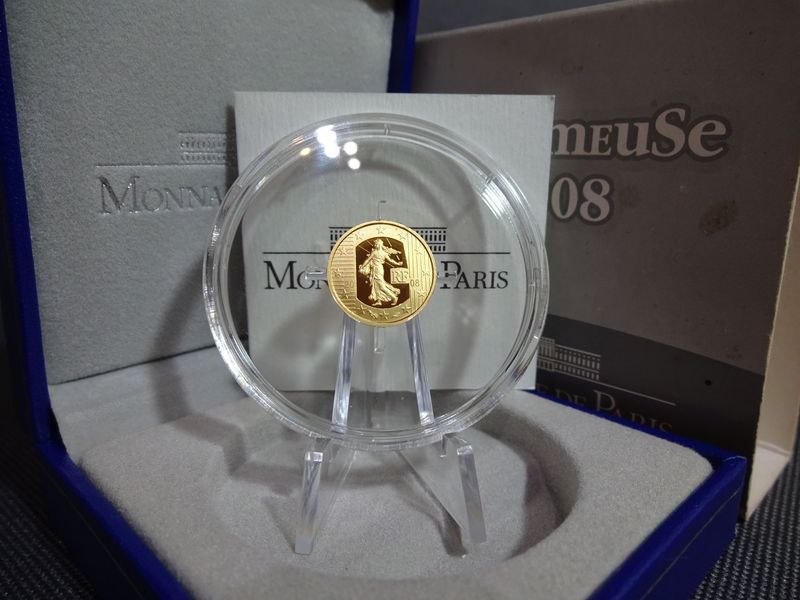 MONNA
MEUSE
08
MON PARIS
RF
08
DE PARIS